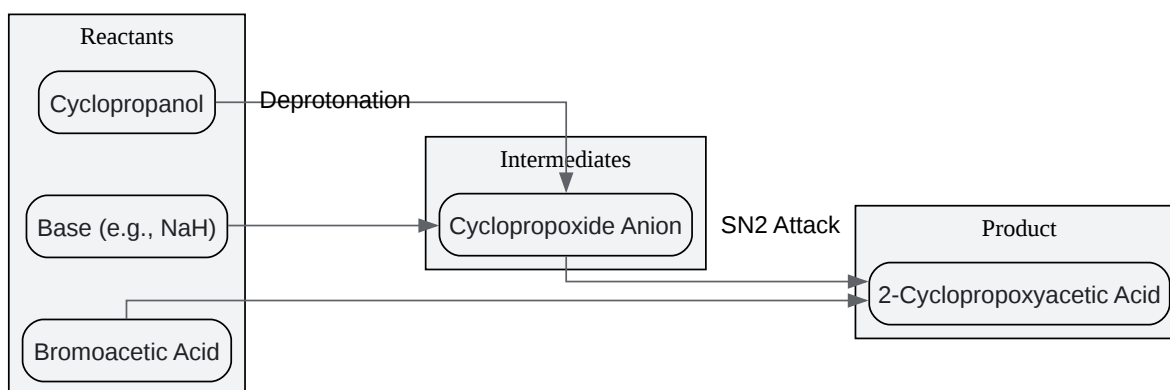 Reactants
Cyclopropanol
Deprotonation
Intermediates
Base (e.g., NaH)
Cyclopropoxide Anion
SN2 Attack
Product
2-Cyclopropoxyacetic Acid
Bromoacetic Acid